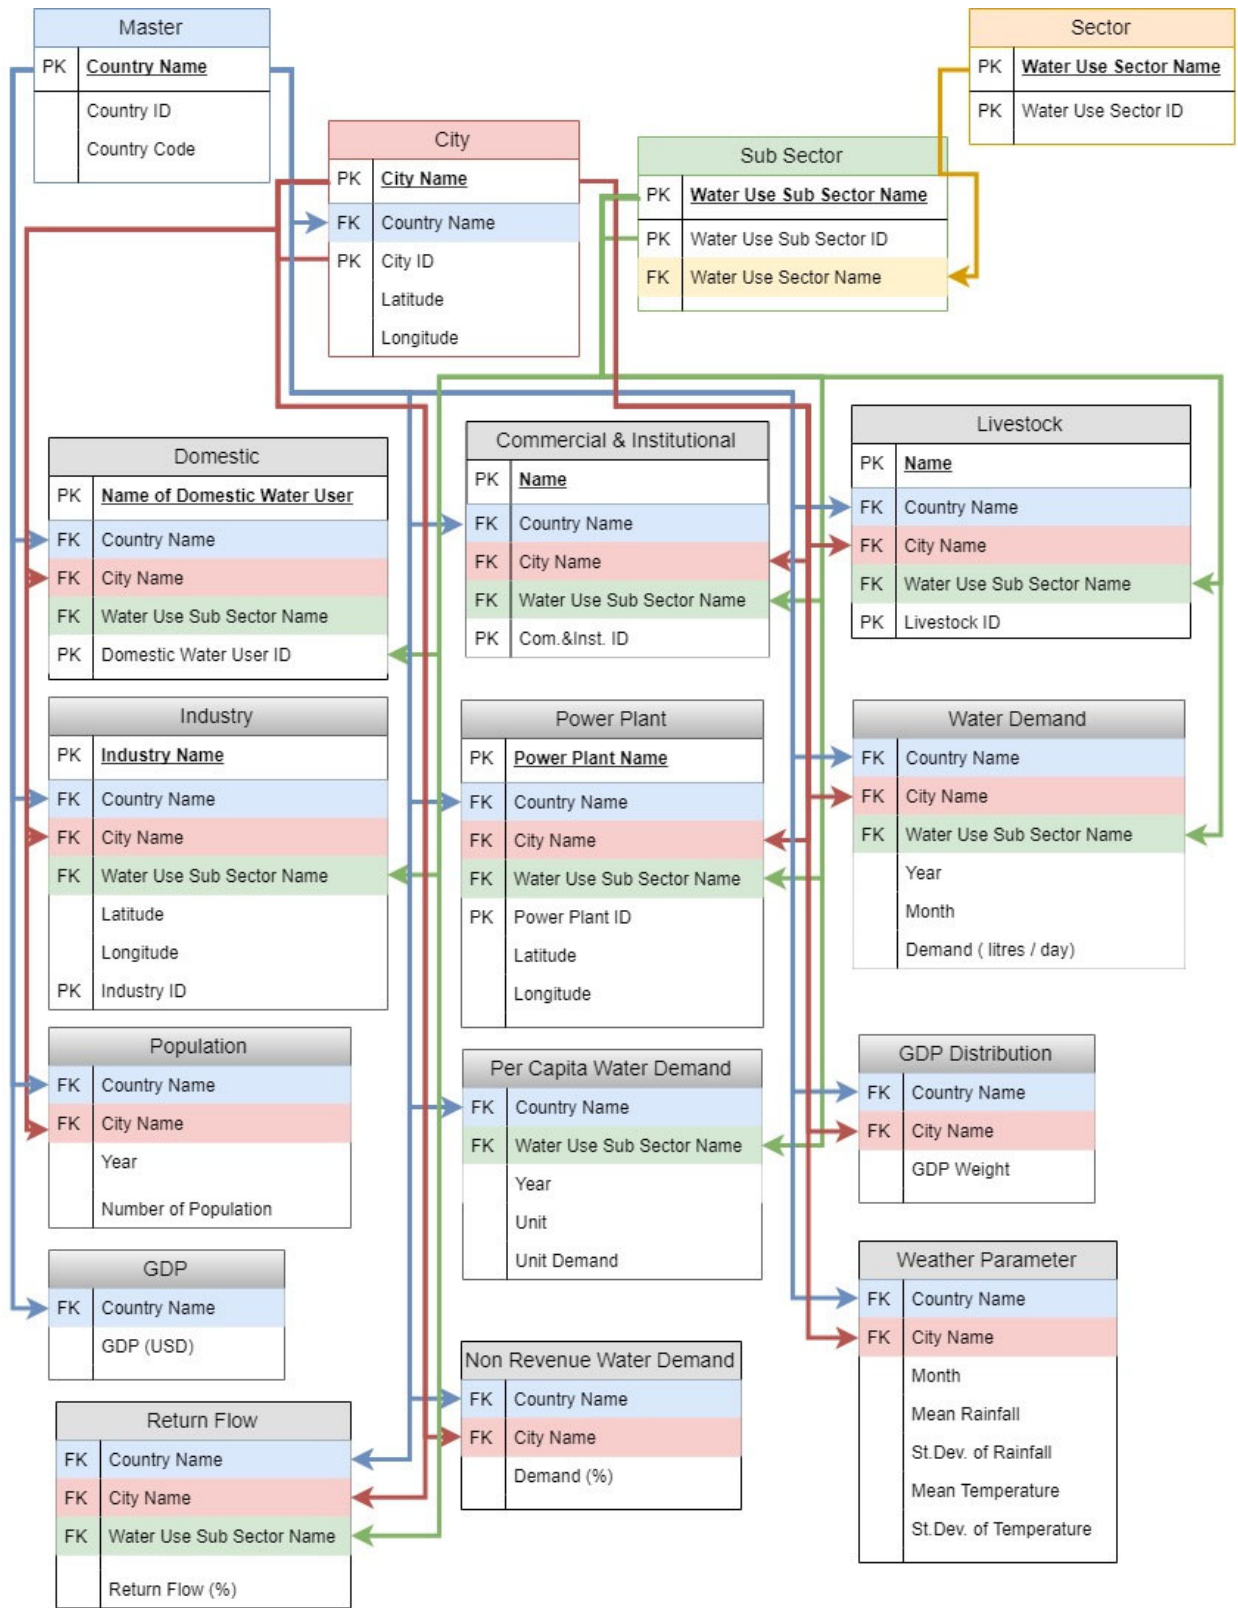 Master
PK Country Name
Country ID
Country Code
City
PK City Name
FK Country Name
PK City ID
Latitude
Longitude
Sub Sector
PK Water Use Sub Sector Name
PK Water Use Sub Sector ID
FK Water Use Sector Name
Sector
PK Water Use Sector Name
PK Water Use Sector ID
Domestic
PK Name of Domestic Water User
FK Country Name
FK City Name
FK Water Use Sub Sector Name
PK Domestic Water User ID
Commercial & Institutional
PK Name
FK Country Name
FK City Name
FK Water Use Sub Sector Name
PK Com.&Inst. ID
Livestock
PK Name
FK Country Name
FK City Name
FK Water Use Sub Sector Name
PK Livestock ID
Industry
PK Industry Name
FK Country Name
FK City Name
FK Water Use Sub Sector Name
Latitude
Longitude
PK Industry ID
Power Plant
PK Power Plant Name
FK Country Name
FK City Name
FK Water Use Sub Sector Name
PK Power Plant ID
Latitude
Longitude
Water Demand
FK Country Name
FK City Name
FK Water Use Sub Sector Name
Year
Month
Demand ( litres / day)
Population
FK Country Name
FK City Name
Year
Number of Population
Per Capita Water Demand
FK Country Name
FK Water Use Sub Sector Name
Year
Unit
Unit Demand
GDP Distribution
FK Country Name
FK City Name
GDP Weight
GDP
FK Country Name
GDP (USD)
Non Revenue Water Demand
FK Country Name
FK City Name
Demand (%)
Weather Parameter
FK Country Name
FK City Name
Month
Mean Rainfall
St.Dev. of Rainfall
Mean Temperature
St.Dev. of Temperature
Return Flow
FK Country Name
FK City Name
FK Water Use Sub Sector Name
Return Flow (%)